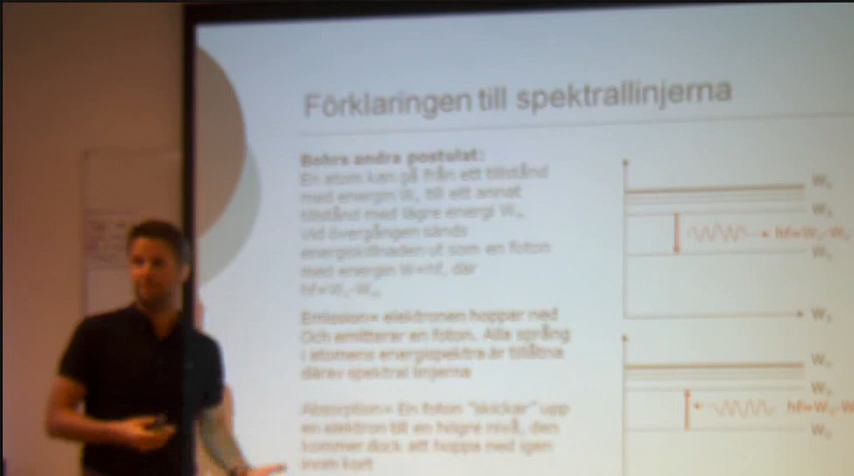 Förklaringen till spektrallinjerna
Bohrs andra postulat:
En atom kan gå från ett tillstånd
med energin till ett annat
tillstånd med lägre energi
Vid övergången sänds
energiskillnaden ut som en foton
med energin W=hf, där
Emission= elektronen hoppar ned
Och emitterar en foton. Alla språng
i atomens energispektra är tillåtna
därav spektral linjerna
Absorption= En foton "skickar" upp
en elektron till en högre nivå, den
kommer dock att hoppa ned igen
inom kort